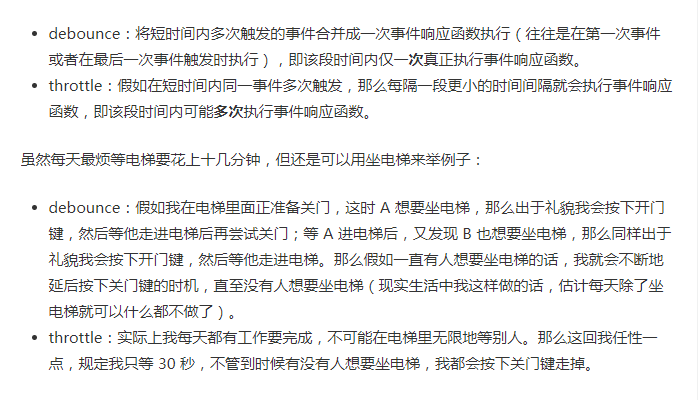 debounce：将短时间内多次触发的事件合并成一次事件响应函数执行（往往是在第一次事件
或者在最后一次事件触发时执行），即该段时间内仅一次真正执行事件响应函数。
throttle：假如在短时间内同一事件多次触发，那么每隔一段更小的时间间隔就会执行事件响应
函数，即该段时间内可能多次执行事件响应函数。
虽然每天最烦等电梯要花上十几分钟，但还是可以用坐电梯来举例子：
debounce：假如我在电梯里面正准备关门，这时 A 想要坐电梯，那么出于礼貌我会按下开门
键，然后等他走进电梯后再尝试关门；等 A 进电梯后，又发现 B 也想要坐电梯，那么同样出于
礼貌我会按下开门键，然后等他走进电梯。那么假如一直有人想要坐电梯的话，我就会不断地
延后按下关门键的时机，直至没有人想要坐电梯（现实生活中我这样做的话，估计每天除了坐
电梯就可以什么都不做了）。
throttle：实际上我每天都有工作要完成，不可能在电梯里无限地等别人。那么这回我任性一
点，规定我只等 30 秒，不管到时候有没有人想要坐电梯，我都会按下关门键走掉。